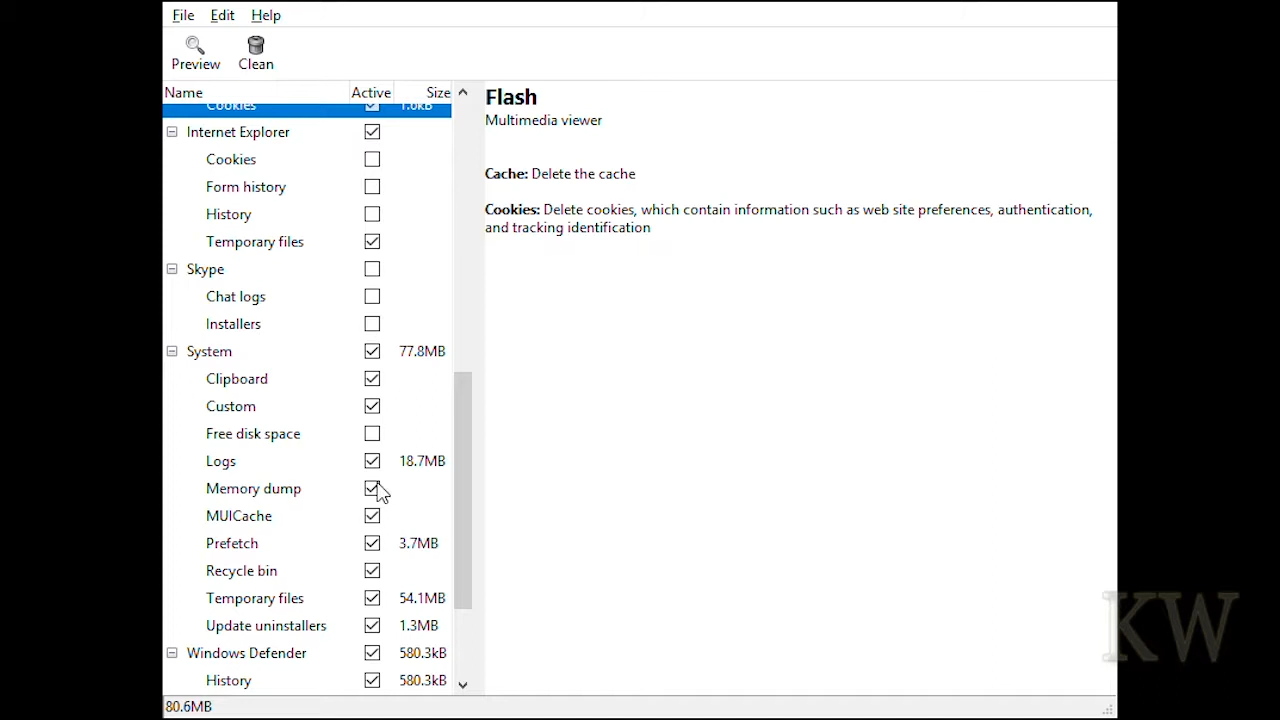 File Edit Help
Preview Clean
Name Active Size
Cookies 1.6kB
Internet Explorer
Cookies
Form history
History
Temporary files
Skype
Chat logs
Installers
System 77.8MB
Clipboard
Custom
Free disk space
Logs 18.7MB
Memory dump
MUICache
Prefetch 3.7MB
Recycle bin
Temporary files 54.1MB
Update uninstallers 1.3MB
Windows Defender 580.3kB
History 580.3kB
Flash
Multimedia viewer
Cache: Delete the cache
Cookies: Delete cookies, which contain information such as web site preferences, authentication,
and tracking identification
80.6MB
KW